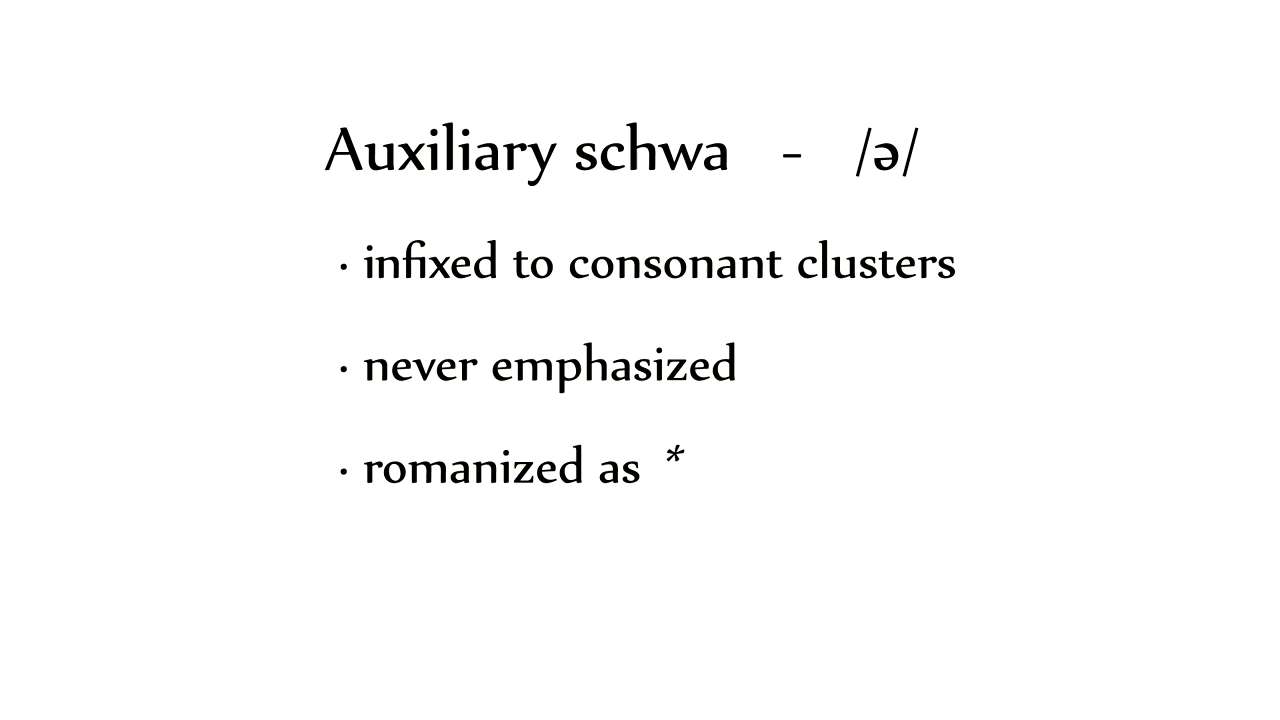 Auxiliary schwa - /ə/
· infixed to consonant clusters
· never emphasized
· romanized as *